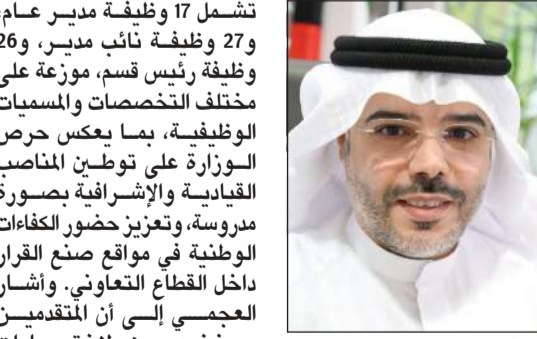 تشمل 17 وظيفة مدير عام،
و27 وظيفة نائب مدير، و26
وظيفة رئيس قسم، موزعة على
مختلف التخصصات والمسميات
الوظيفية، بما يعكس حرص
الوزارة على توطين المناصب
القيادية والإشرافية بصورة
مدروسة، وتعزيز حضور الكفاءات
الوطنية في مواقع صنع القرار
داخل القطاع التعاوني. وأشار
العجمي إلى أن المتقدمين